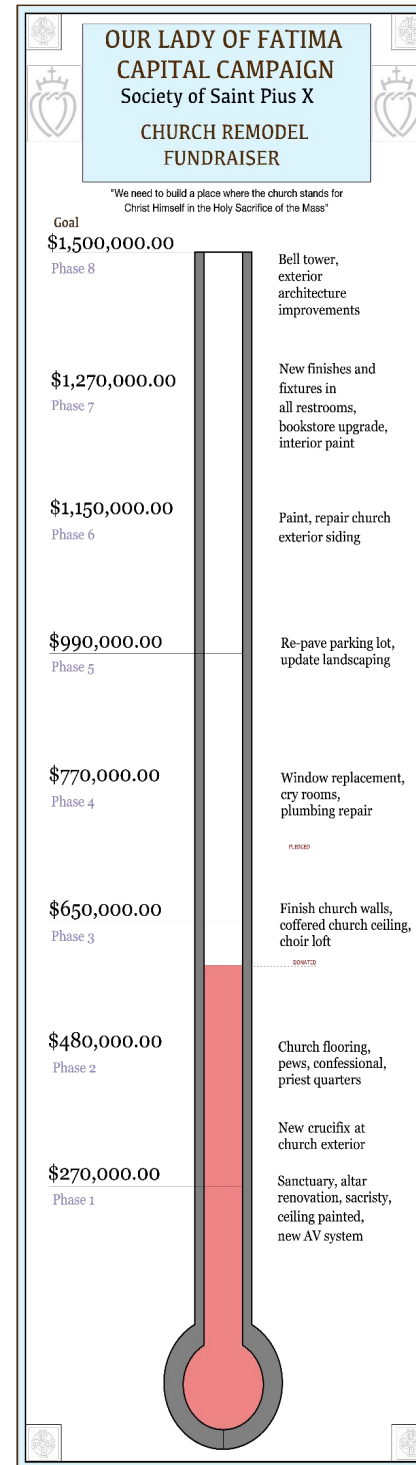 OUR LADY OF FATIMA
CAPITAL CAMPAIGN
Society of Saint Pius X
CHURCH REMODEL
FUNDRAISER
"We need to build a place where the church stands for
Christ Himself in the Holy Sacrifice of the Mass"
Goal
$1,500,000.00
Phase 8
Bell tower,
exterior
architecture
improvements
$1,270,000.00
Phase 7
New finishes and
fixtures in
all restrooms,
bookstore upgrade,
interior paint
$1,150,000.00
Phase 6
Paint, repair church
exterior siding
$990,000.00
Phase 5
Re-pave parking lot,
update landscaping
$770,000.00
Phase 4
Window replacement,
cry rooms,
plumbing repair
PLEDGED
$650,000.00
Phase 3
Finish church walls,
coffered church ceiling,
choir loft
DONATED
$480,000.00
Phase 2
Church flooring,
pews, confessional,
priest quarters
New crucifix at
church exterior
$270,000.00
Phase 1
Sanctuary, altar
renovation, sacristy,
ceiling painted,
new AV system